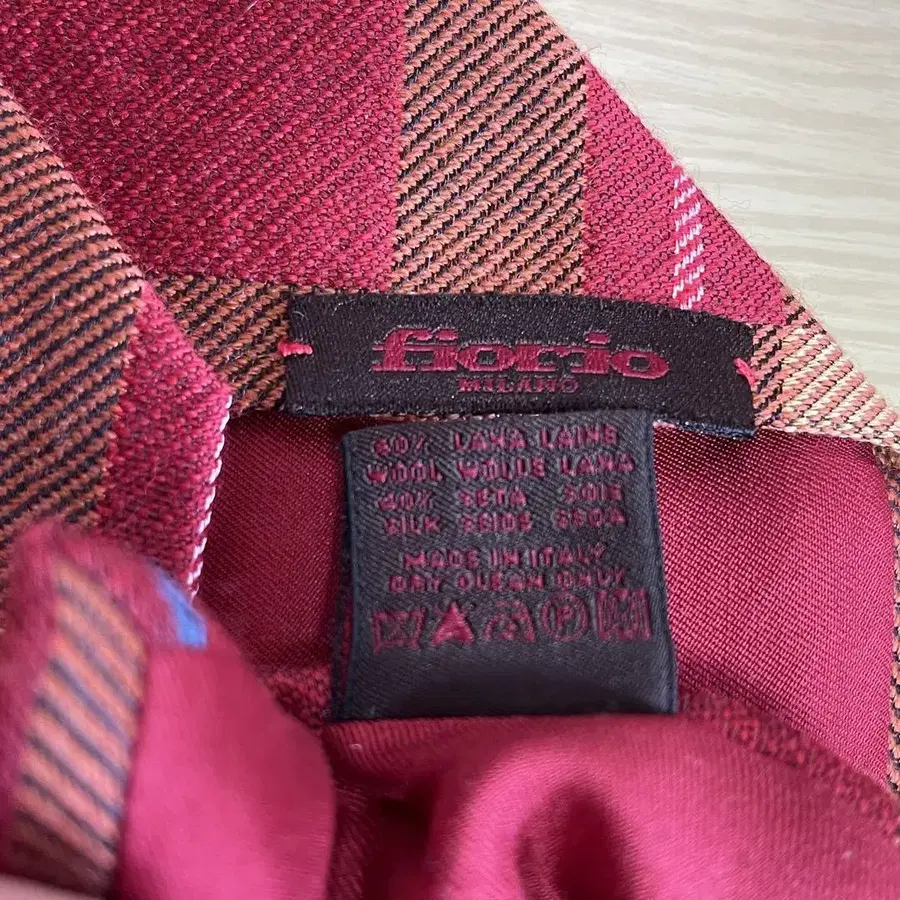 fiorio
MILANO
60% LANA LAINE
WOOL WOLLE LANA
40% SETA SOIE
SILK SEIDE SEDA
MADE IN ITALY
DRY CLEAN ONLY
P